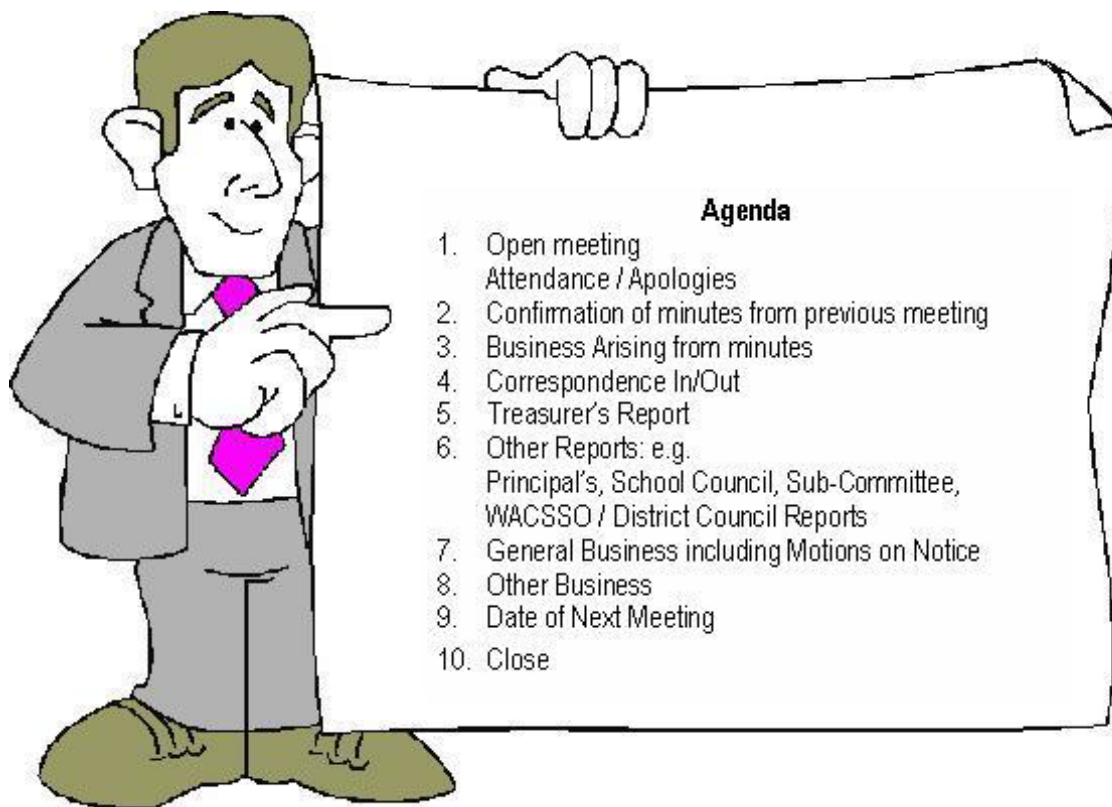 Agenda
1. Open meeting
Attendance / Apologies
2. Confirmation of minutes from previous meeting
3. Business Arising from minutes
4. Correspondence In/Out
5. Treasurer's Report
6. Other Reports: e.g.
Principal's, School Council, Sub-Committee,
WACSSO / District Council Reports
7. General Business including Motions on Notice
8. Other Business
9. Date of Next Meeting
10. Close